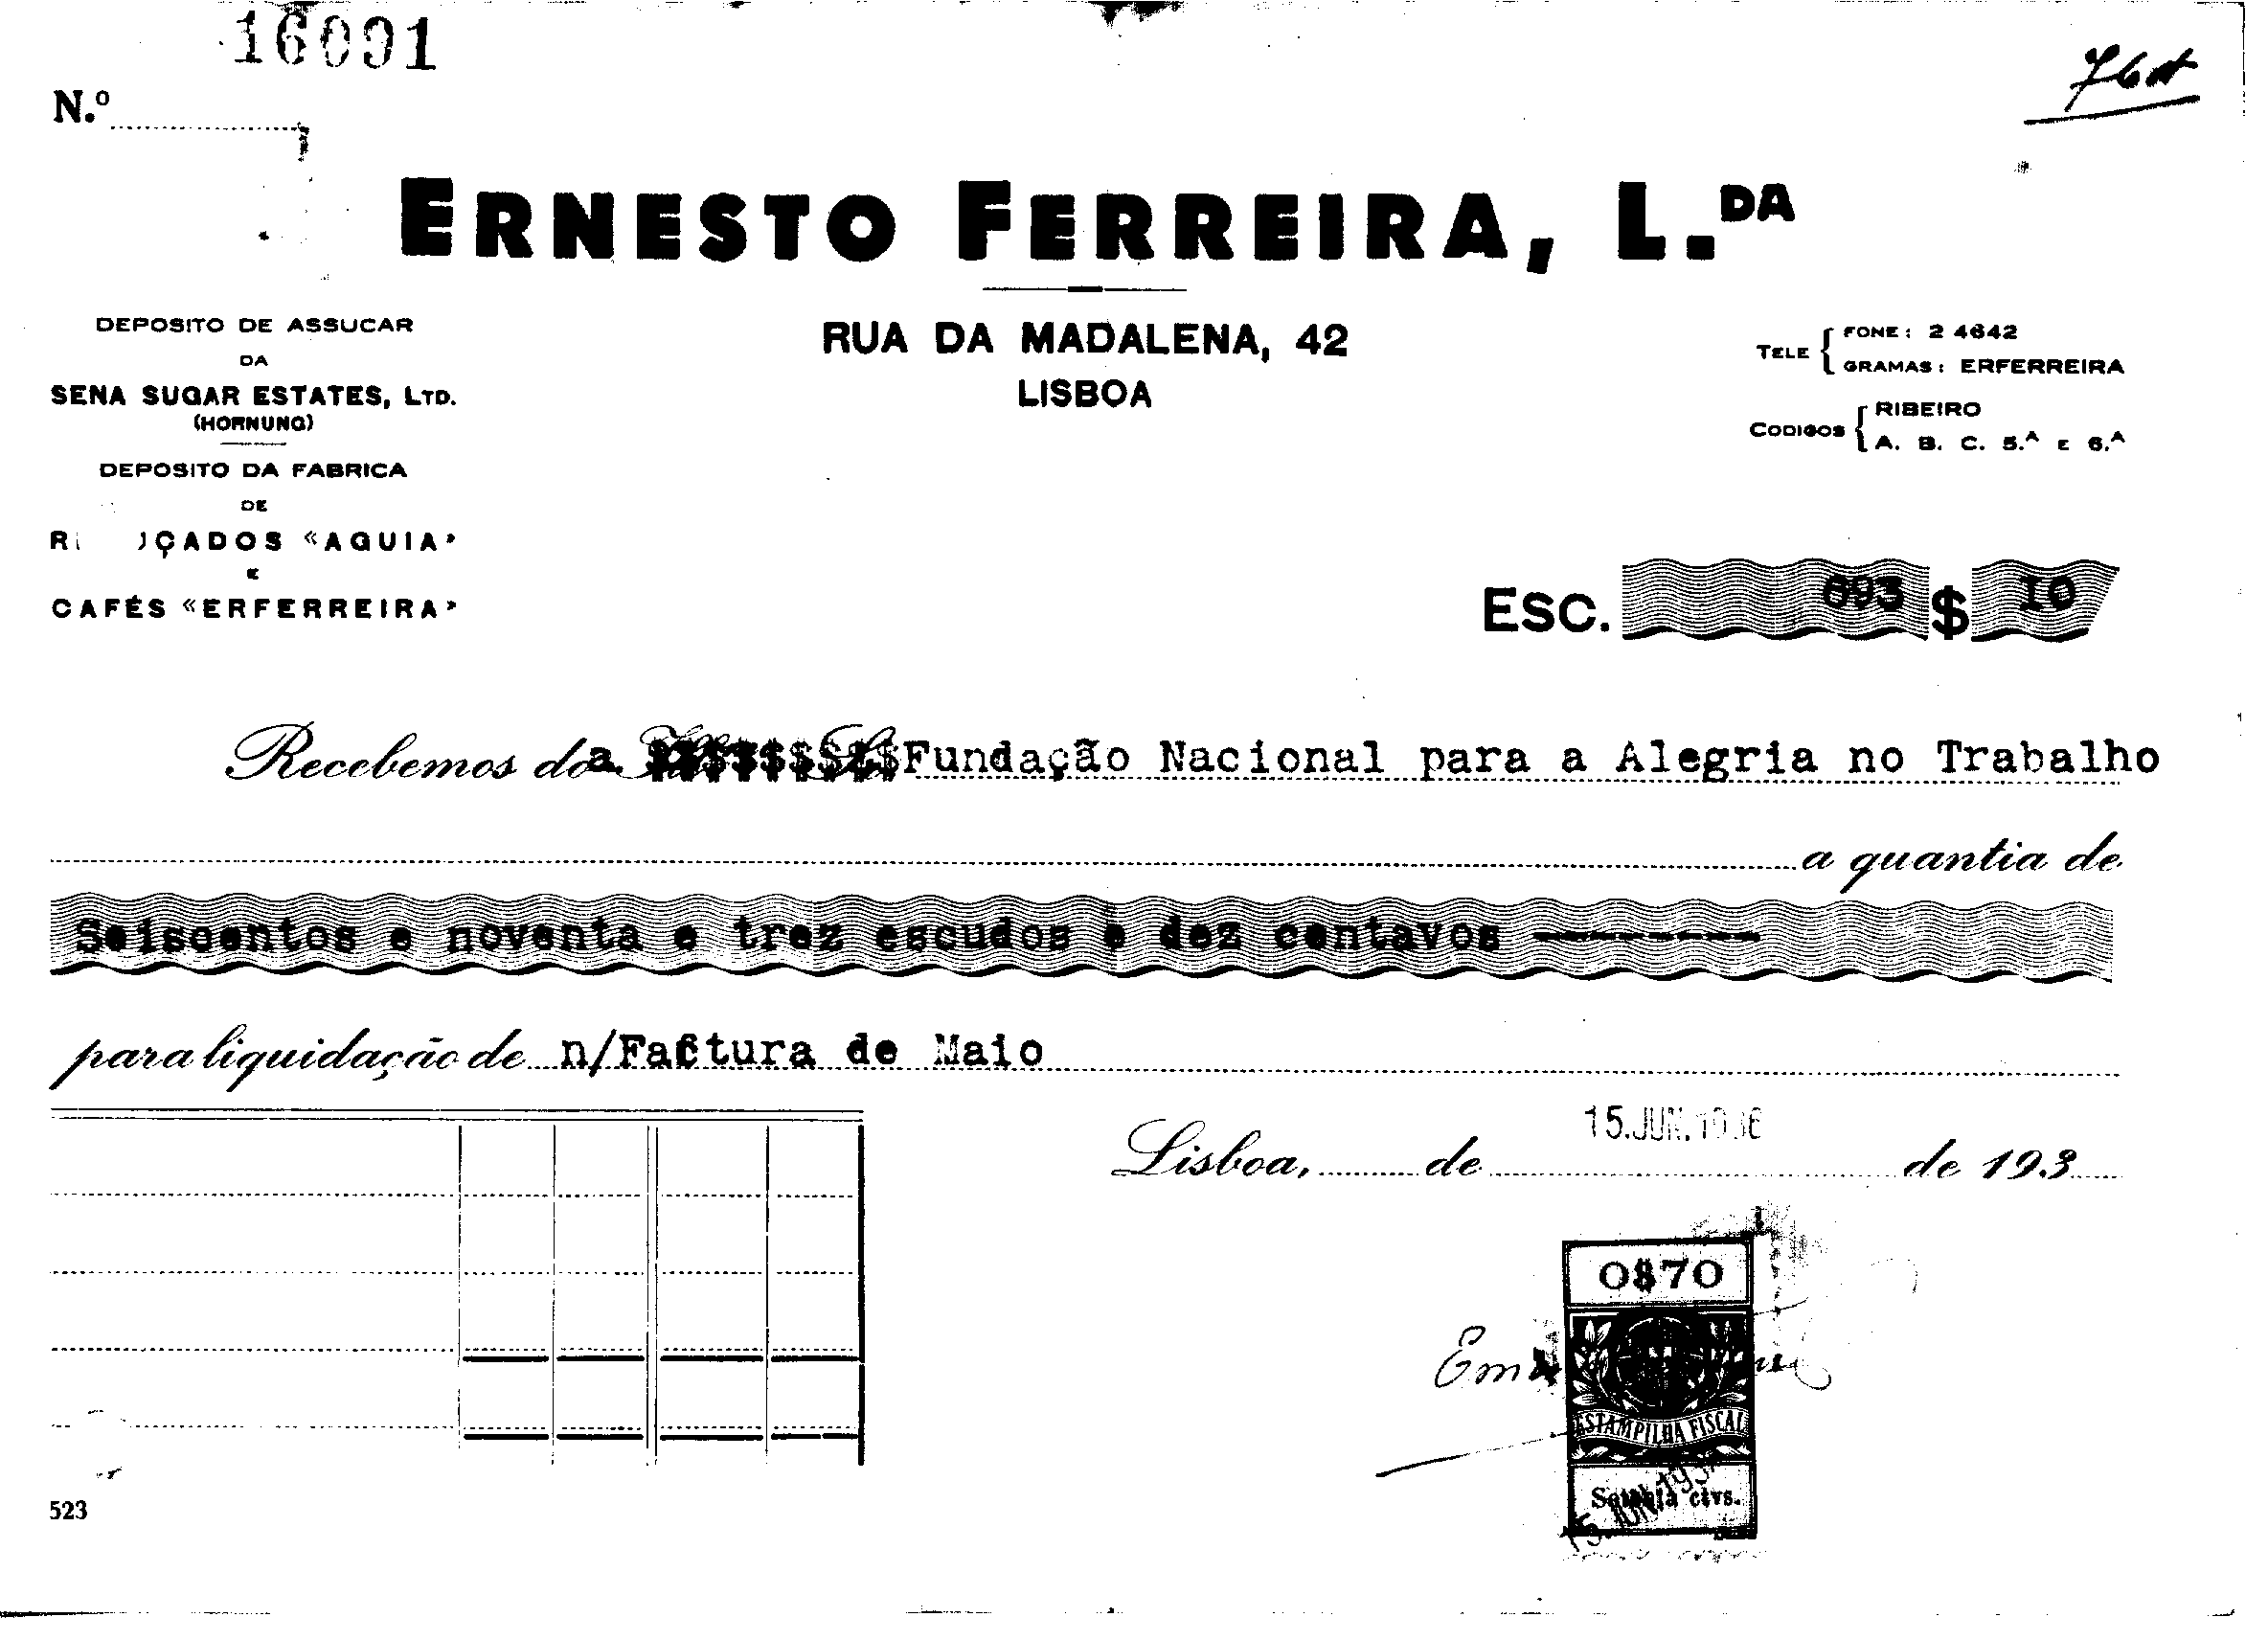 16091
N.º
ERNESTO FERREIRA, L.DA
DEPOSITO DE ASSUCAR
DA
SENA SUGAR ESTATES, LTD.
(HORNUNG)
DEPOSITO DA FABRICA
DE
ÇADOS «AGUIA»
E
CAFÉS «ERFERREIRA»
RUA DA MADALENA, 42
LISBOA
TELE { FONE: 2 4642
GRAMAS: ERFERREIRA
CODIGOS { RIBEIRO
A. B. C. 5.A E 6.A
ESC. 693 $ 10
Recebemos do a $$$$$$$$ Fundação Nacional para a Alegria no Trabalho
a quantia de
Seiscentos e noventa e trez escudos e dez centavos --------
para liquidação de n/Factura de Maio
15.JUN.
Lisboa, de de 193
0$70
ESTAMPILHA FISCAL
Setenta ctvs.
523